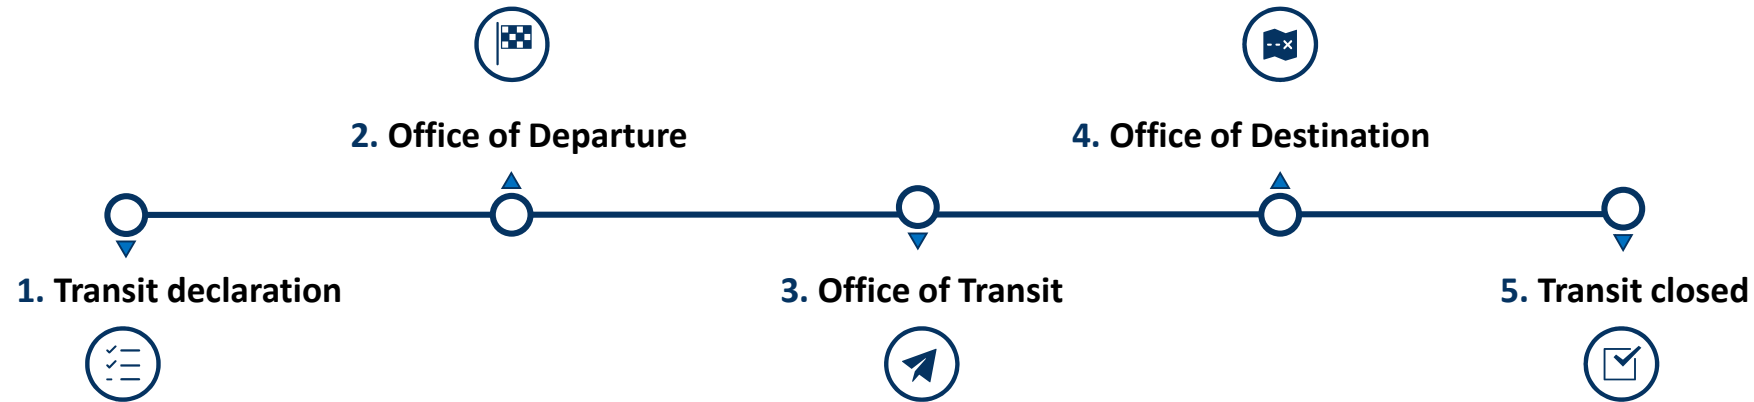 1. Transit declaration
2. Office of Departure
3. Office of Transit
4. Office of Destination
5. Transit closed